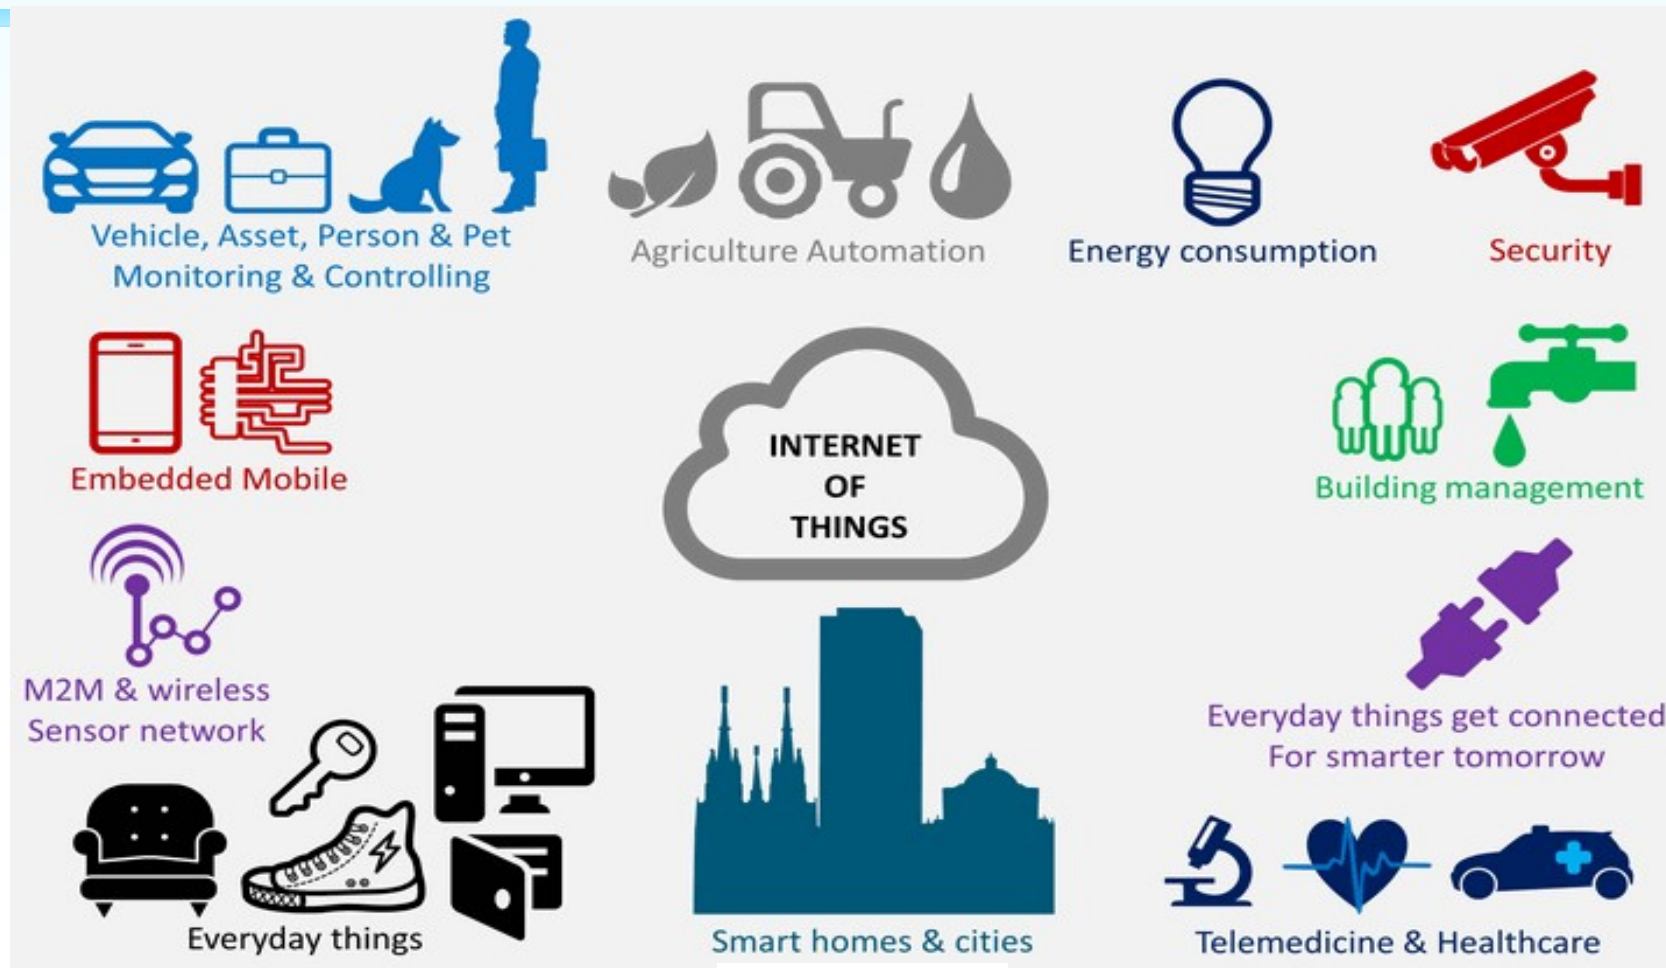 Vehicle, Asset, Person & Pet
Monitoring & Controlling
Agriculture Automation
Energy consumption
Security
Embedded Mobile
INTERNET
OF
THINGS
Building management
M2M & wireless
Sensor network
Everyday things get connected
For smarter tomorrow
Everyday things
Smart homes & cities
Telemedicine & Healthcare